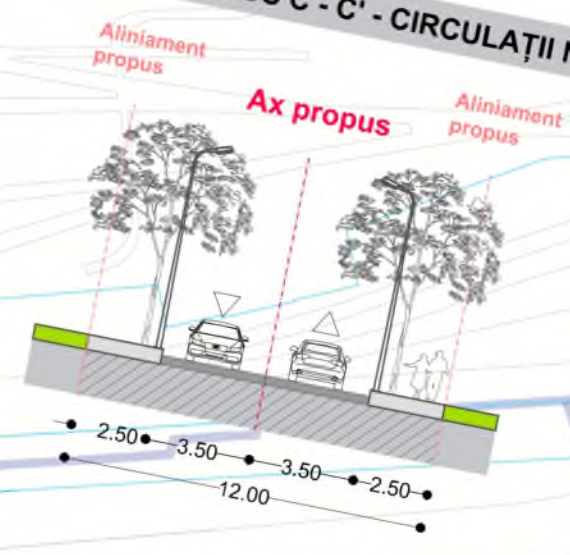 C - C' - CIRCULAȚII
Aliniament
propus
Ax propus
Aliniament
propus
2.50
3.50
3.50
2.50
12.00